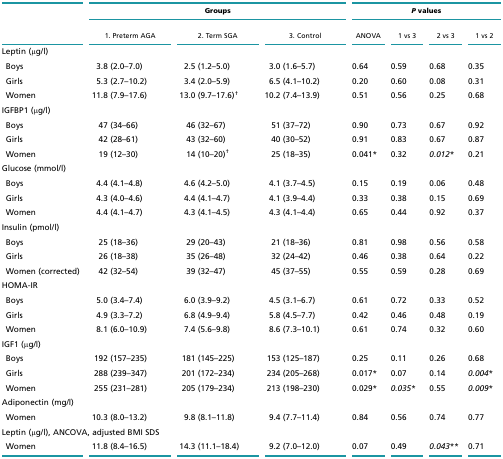 Groups P values
1. Preterm AGA 2. Term SGA 3. Control ANOVA 1 vs 3 2 vs 3 1 vs 2
Leptin (μg/l)
Boys 3.8 (2.0–7.0) 2.5 (1.2–5.0) 3.0 (1.6–5.7) 0.64 0.59 0.68 0.35
Girls 5.3 (2.7–10.2) 3.4 (2.0–5.9) 6.5 (4.1–10.2) 0.20 0.60 0.08 0.31
Women 11.8 (7.9–17.6) 13.0 (9.7–17.6)† 10.2 (7.4–13.9) 0.51 0.56 0.25 0.68
IGFBP1 (μg/l)
Boys 47 (34–66) 46 (32–67) 51 (37–72) 0.90 0.73 0.67 0.92
Girls 42 (28–61) 43 (32–60) 40 (30–52) 0.91 0.83 0.67 0.87
Women 19 (12–30) 14 (10–20)† 25 (18–35) 0.041* 0.32 0.012* 0.21
Glucose (mmol/l)
Boys 4.4 (4.1–4.8) 4.6 (4.2–5.0) 4.1 (3.7–4.5) 0.15 0.19 0.06 0.48
Girls 4.3 (4.0–4.6) 4.4 (4.1–4.7) 4.1 (3.9–4.4) 0.33 0.38 0.15 0.69
Women 4.4 (4.1–4.7) 4.3 (4.1–4.5) 4.3 (4.1–4.4) 0.65 0.44 0.92 0.37
Insulin (pmol/l)
Boys 25 (18–36) 29 (20–43) 21 (18–36) 0.81 0.98 0.56 0.58
Girls 26 (18–38) 35 (26–48) 32 (24–42) 0.46 0.38 0.64 0.22
Women (corrected) 42 (32–54) 39 (32–47) 45 (37–55) 0.55 0.59 0.28 0.69
HOMA-IR
Boys 5.0 (3.4–7.4) 6.0 (3.9–9.2) 4.5 (3.1–6.7) 0.61 0.72 0.33 0.52
Girls 4.9 (3.3–7.2) 6.8 (4.9–9.4) 5.8 (4.5–7.7) 0.42 0.46 0.48 0.19
Women 8.1 (6.0–10.9) 7.4 (5.6–9.8) 8.6 (7.3–10.1) 0.61 0.74 0.32 0.60
IGF1 (μg/l)
Boys 192 (157–235) 181 (145–225) 153 (125–187) 0.25 0.11 0.26 0.68
Girls 288 (239–347) 201 (172–234) 234 (205–268) 0.017* 0.07 0.14 0.004*
Women 255 (231–281) 205 (179–234) 213 (198–230) 0.029* 0.035* 0.55 0.009*
Adiponectin (mg/l)
Women 10.3 (8.0–13.2) 9.8 (8.1–11.8) 9.4 (7.7–11.4) 0.84 0.56 0.74 0.77
Leptin (μg/l), ANCOVA, adjusted BMI SDS
Women 11.8 (8.4–16.5) 14.3 (11.1–18.4) 9.2 (7.0–12.0) 0.07 0.49 0.043** 0.71